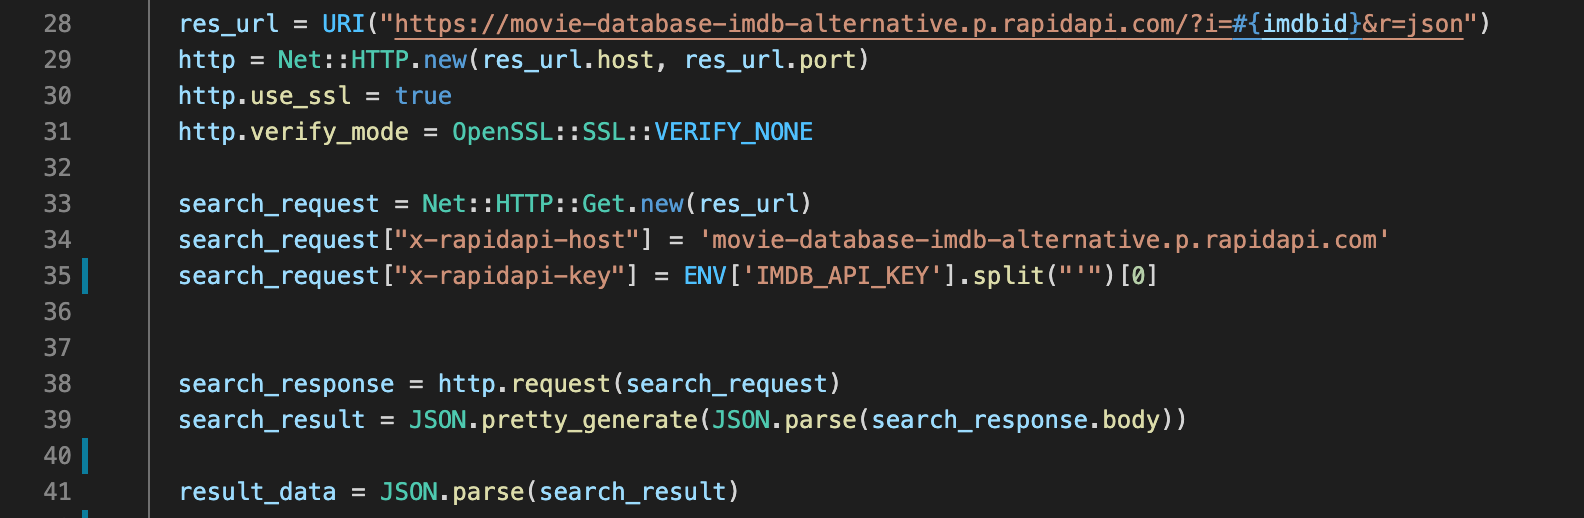 28 res_url = URI("https://movie-database-imdb-alternative.p.rapidapi.com/?i=#{imdbid}&r=json")
29 http = Net::HTTP.new(res_url.host, res_url.port)
30 http.use_ssl = true
31 http.verify_mode = OpenSSL::SSL::VERIFY_NONE
32
33 search_request = Net::HTTP::Get.new(res_url)
34 search_request["x-rapidapi-host"] = 'movie-database-imdb-alternative.p.rapidapi.com'
35 search_request["x-rapidapi-key"] = ENV['IMDB_API_KEY'].split("'")[0]
36
37
38 search_response = http.request(search_request)
39 search_result = JSON.pretty_generate(JSON.parse(search_response.body))
40
41 result_data = JSON.parse(search_result)